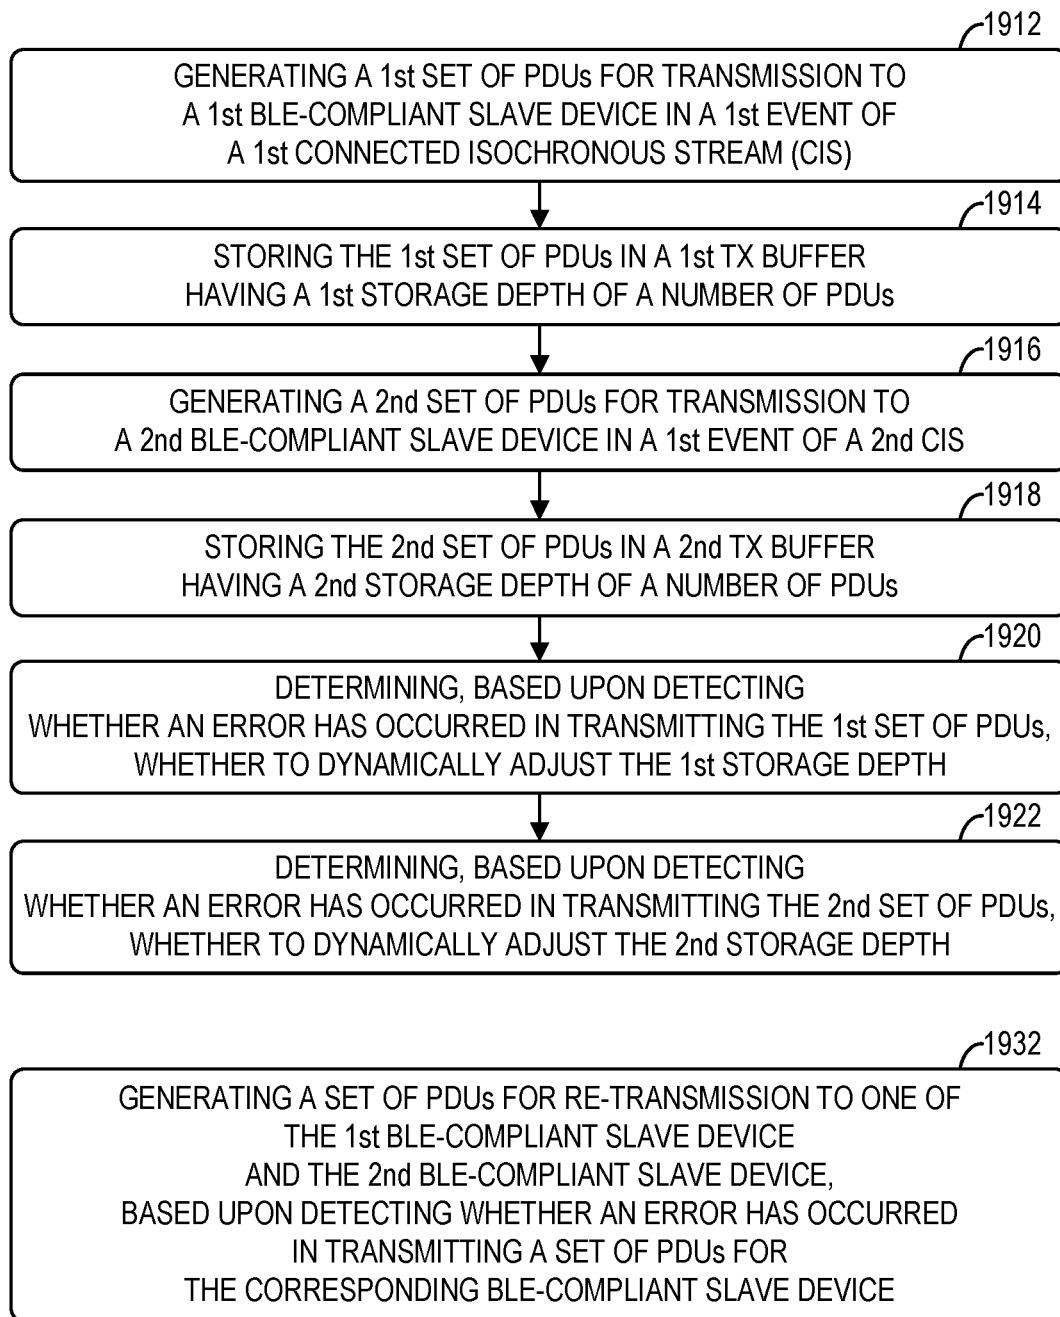 1912
GENERATING A 1st SET OF PDUs FOR TRANSMISSION TO
A 1st BLE-COMPLIANT SLAVE DEVICE IN A 1st EVENT OF
A 1st CONNECTED ISOCHRONOUS STREAM (CIS)
1914
STORING THE 1st SET OF PDUs IN A 1st TX BUFFER
HAVING A 1st STORAGE DEPTH OF A NUMBER OF PDUs
1916
GENERATING A 2nd SET OF PDUs FOR TRANSMISSION TO
A 2nd BLE-COMPLIANT SLAVE DEVICE IN A 1st EVENT OF A 2nd CIS
1918
STORING THE 2nd SET OF PDUs IN A 2nd TX BUFFER
HAVING A 2nd STORAGE DEPTH OF A NUMBER OF PDUs
1920
DETERMINING, BASED UPON DETECTING
WHETHER AN ERROR HAS OCCURRED IN TRANSMITTING THE 1st SET OF PDUs,
WHETHER TO DYNAMICALLY ADJUST THE 1st STORAGE DEPTH
1922
DETERMINING, BASED UPON DETECTING
WHETHER AN ERROR HAS OCCURRED IN TRANSMITTING THE 2nd SET OF PDUs,
WHETHER TO DYNAMICALLY ADJUST THE 2nd STORAGE DEPTH
1932
GENERATING A SET OF PDUs FOR RE-TRANSMISSION TO ONE OF
THE 1st BLE-COMPLIANT SLAVE DEVICE
AND THE 2nd BLE-COMPLIANT SLAVE DEVICE,
BASED UPON DETECTING WHETHER AN ERROR HAS OCCURRED
IN TRANSMITTING A SET OF PDUs FOR
THE CORRESPONDING BLE-COMPLIANT SLAVE DEVICE